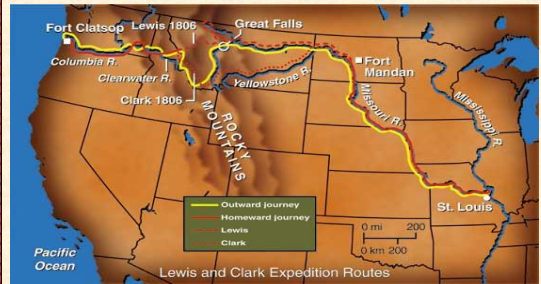 Fort Clatsop
Lewis 1806
Great Falls
Columbia R.
Clearwater R.
Clark 1806
Yellowstone R.
Fort
Mandan
Missouri R.
Mississippi R.
ROCKY
MOUNTAINS
Outward journey
Homeward journey
Lewis
Clark
0 mi 200
0 km 200
St. Louis
Pacific
Ocean
Lewis and Clark Expedition Routes